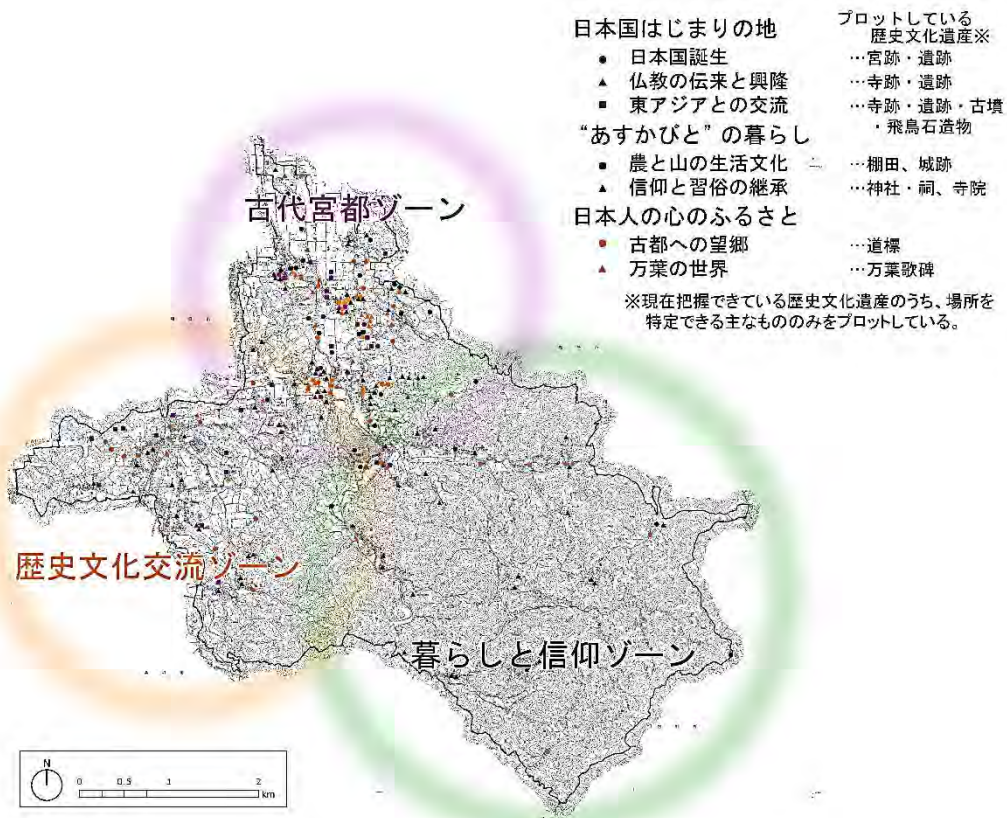 日本国はじまりの地
プロットしている
歴史文化遺産※
● 日本国誕生 …宮跡・遺跡
▲ 仏教の伝来と興隆 …寺跡・遺跡
■ 東アジアとの交流 …寺跡・遺跡・古墳
・飛鳥石造物
“あすかびと”の暮らし
■ 農と山の生活文化 …棚田、城跡
▲ 信仰と習俗の継承 …神社・祠、寺院
日本人の心のふるさと
● 古都への望郷 …道標
▲ 万葉の世界 …万葉歌碑
※現在把握できている歴史文化遺産のうち、場所を
特定できる主なもののみをプロットしている。
古代宮都ゾーン
歴史文化交流ゾーン
暮らしと信仰ゾーン
N
0 0.5 1 2
km